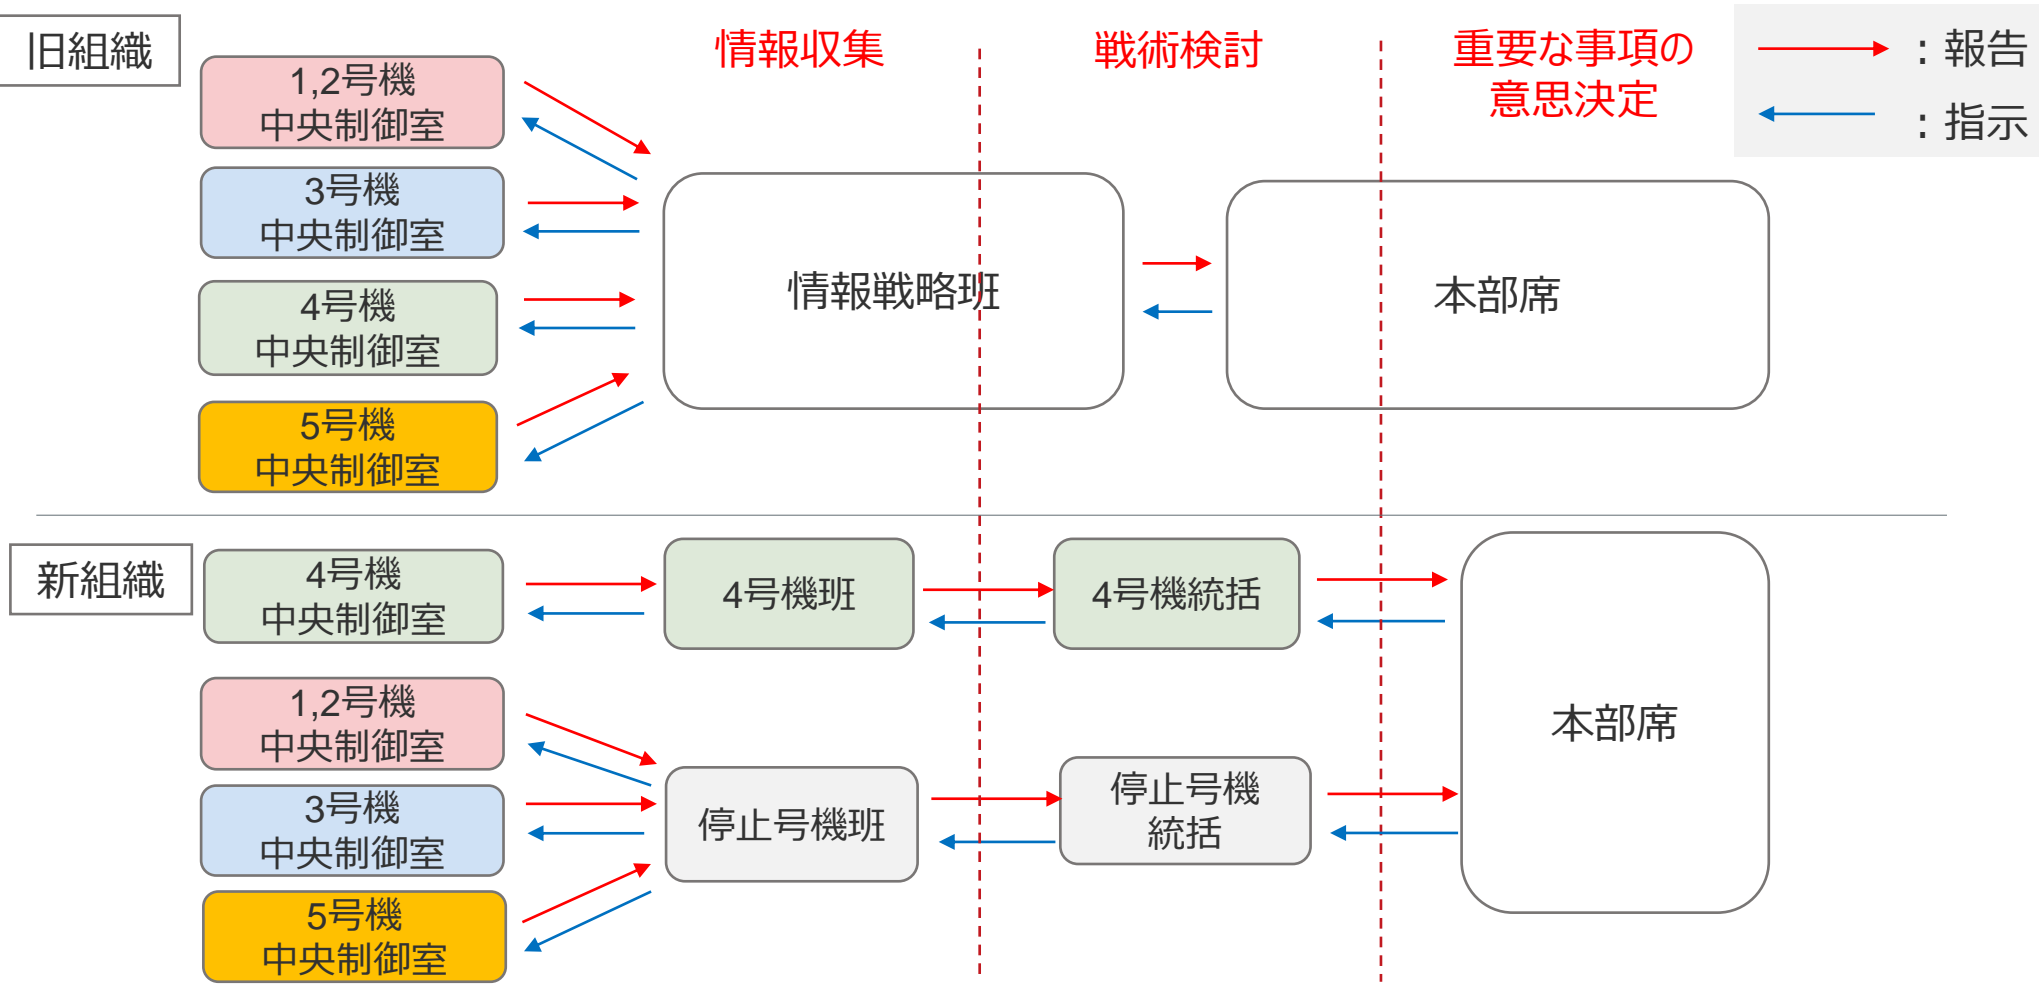 旧組織
情報収集
戦術検討
重要な事項の
意思決定
：報告
：指示
1,2号機
中央制御室
3号機
中央制御室
4号機
中央制御室
5号機
中央制御室
情報戦略班
本部席
新組織
4号機
中央制御室
4号機班
4号機統括
1,2号機
中央制御室
3号機
中央制御室
5号機
中央制御室
停止号機班
停止号機
統括
本部席